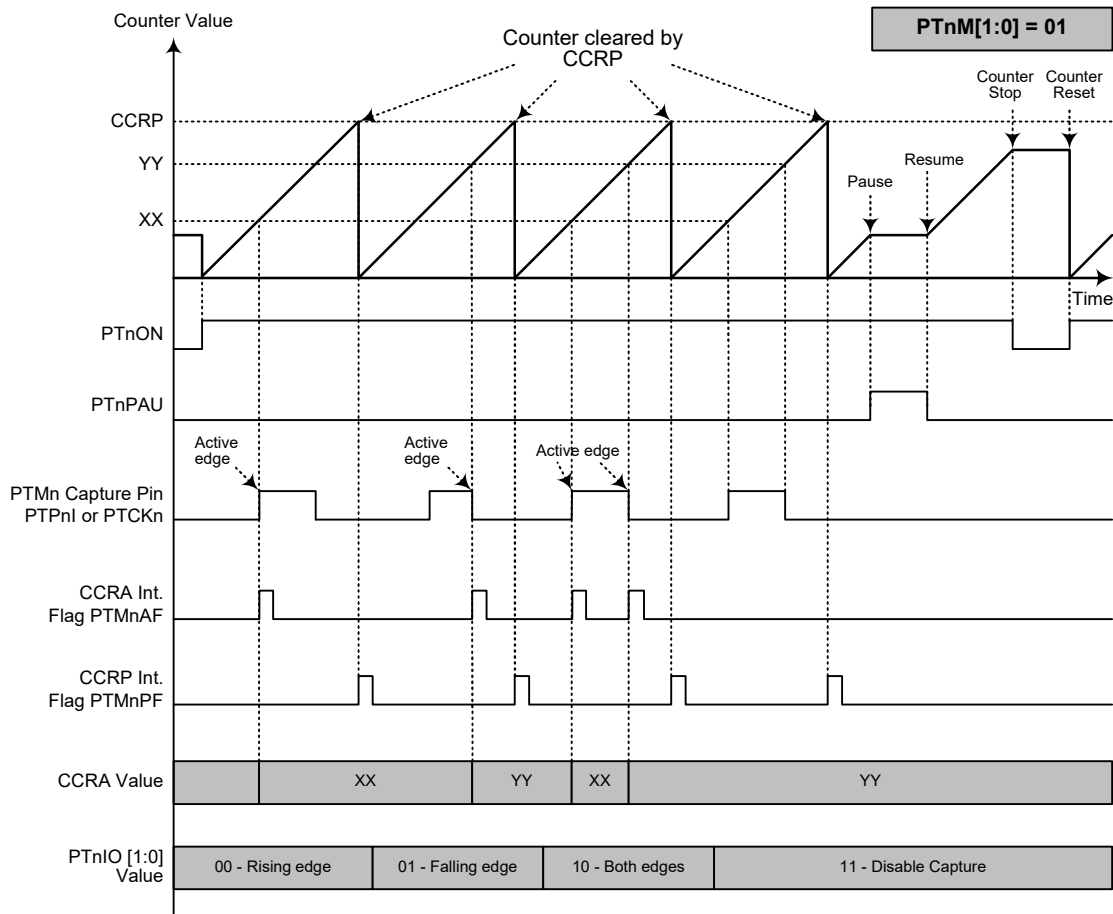 Counter Value
PTnM[1:0] = 01
Counter cleared by
CCRP
Counter
Stop
Counter
Reset
CCRP
YY
XX
Pause
Resume
Time
PTnON
PTnPAU
Active
edge
Active
edge
Active edge
PTMn Capture Pin
PTPnI or PTCKn
CCRA Int.
Flag PTMnAF
CCRP Int.
Flag PTMnPF
CCRA Value
XX
YY
XX
YY
PTnIO [1:0]
Value
00 - Rising edge
01 - Falling edge
10 - Both edges
11 - Disable Capture